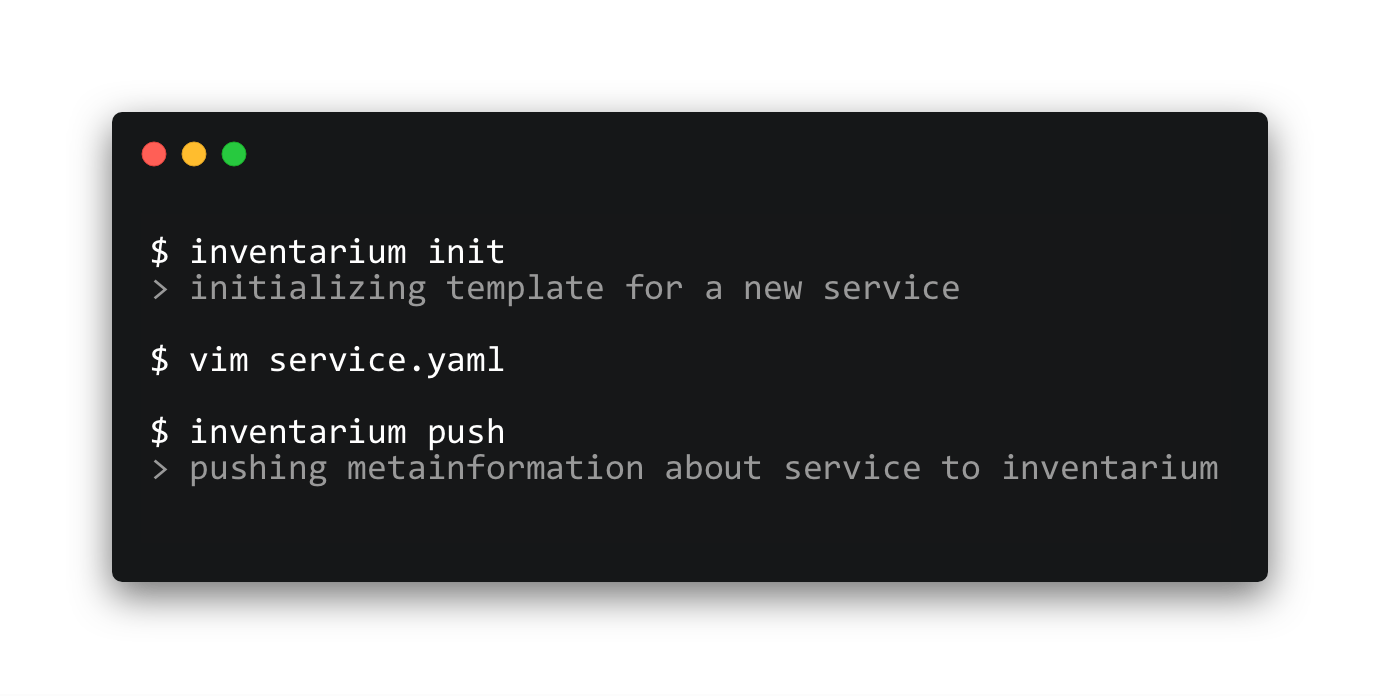 $ inventarium init
> initializing template for a new service
$ vim service.yaml
$ inventarium push
> pushing metainformation about service to inventarium